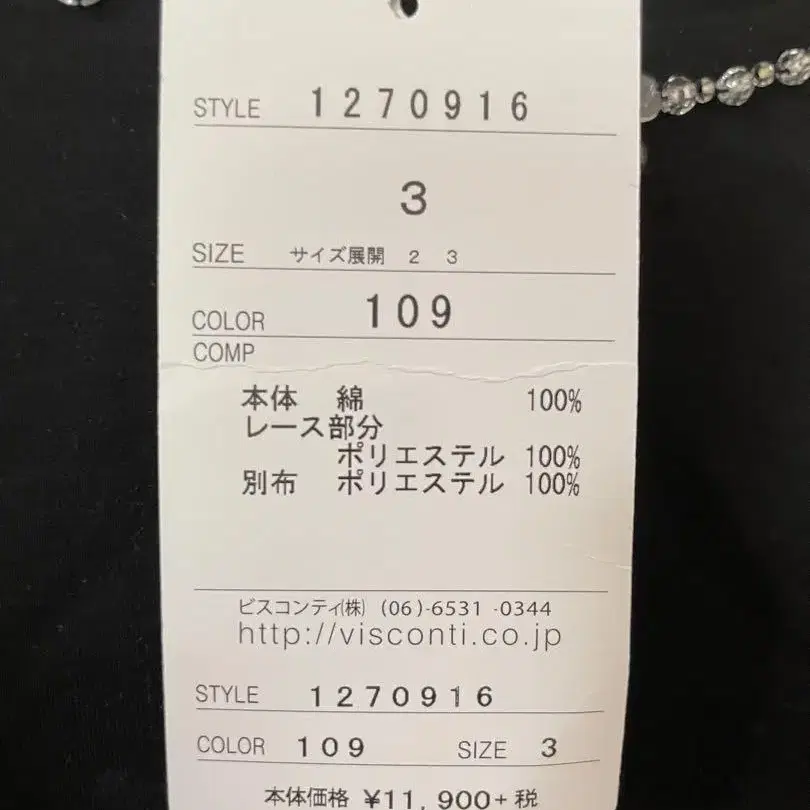 STYLE 1270916
3
SIZE サイズ展開 2 3
COLOR 109
COMP
本体 綿 100%
レース部分
ポリエステル 100%
別布 ポリエステル 100%
ビスコンティ(株) (06)-6531-0344
http://visconti.co.jp
STYLE 1270916
COLOR 109 SIZE 3
本体価格 ¥11,900+税